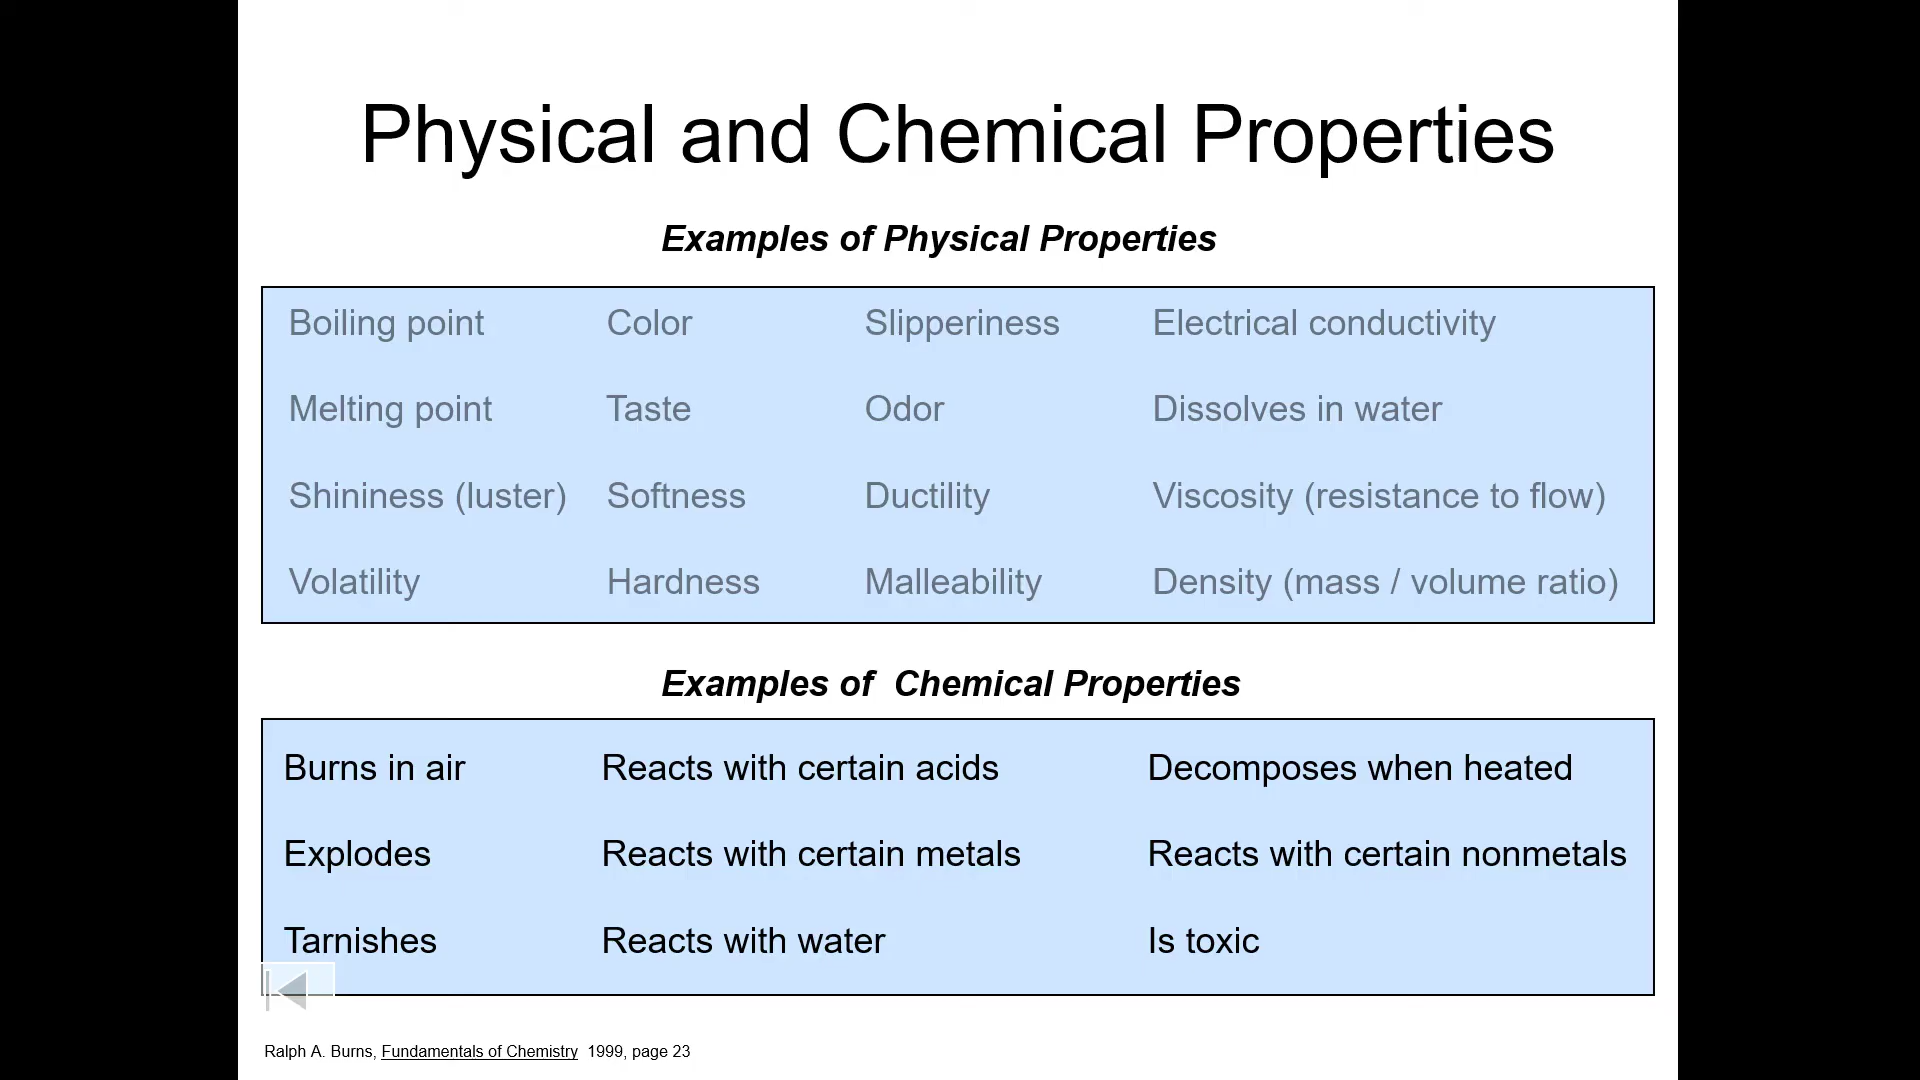 Physical and Chemical Properties
Examples of Physical Properties
Boiling point Color Slipperiness Electrical conductivity
Melting point Taste Odor Dissolves in water
Shininess (luster) Softness Ductility Viscosity (resistance to flow)
Volatility Hardness Malleability Density (mass / volume ratio)
Examples of  Chemical Properties
Burns in air Reacts with certain acids Decomposes when heated
Explodes Reacts with certain metals Reacts with certain nonmetals
Tarnishes Reacts with water Is toxic
Ralph A. Burns, Fundamentals of Chemistry  1999, page 23